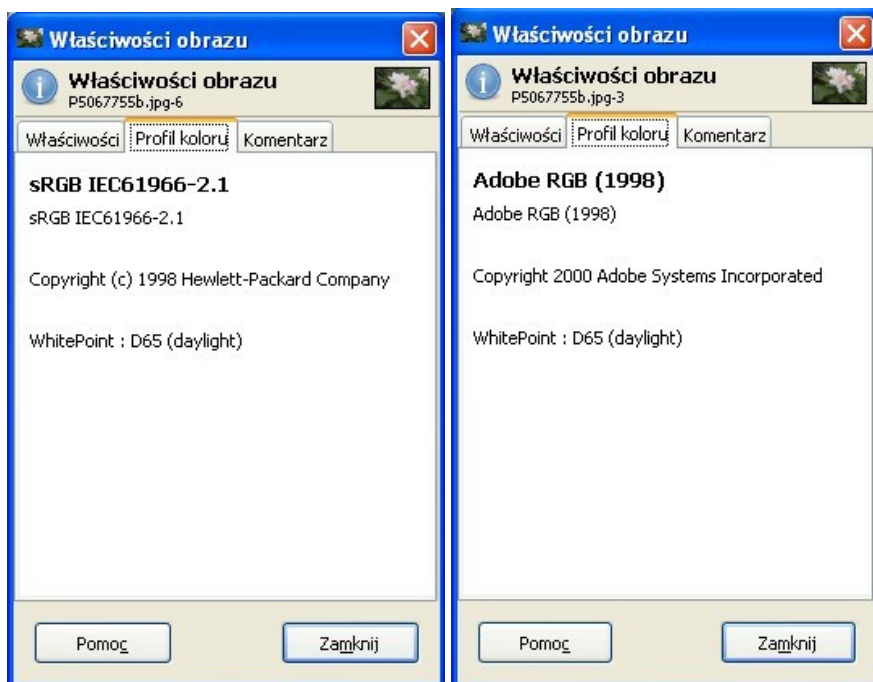 Właściwości obrazu
Właściwości obrazu
P5067755b.jpg-6
Właściwości
Profil koloru
Komentarz
sRGB IEC61966-2.1
sRGB IEC61966-2.1
Copyright (c) 1998 Hewlett-Packard Company
WhitePoint : D65 (daylight)
Pomoc
Zamknij
Właściwości obrazu
Właściwości obrazu
P5067755b.jpg-3
Właściwości
Profil koloru
Komentarz
Adobe RGB (1998)
Adobe RGB (1998)
Copyright 2000 Adobe Systems Incorporated
WhitePoint : D65 (daylight)
Pomoc
Zamknij